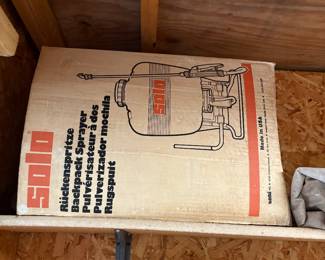 solo
Rückenspritze
Backpack Sprayer
Pulvérisateur à dos
Pulverizador mochila
Rugspuit
solo
Made in USA